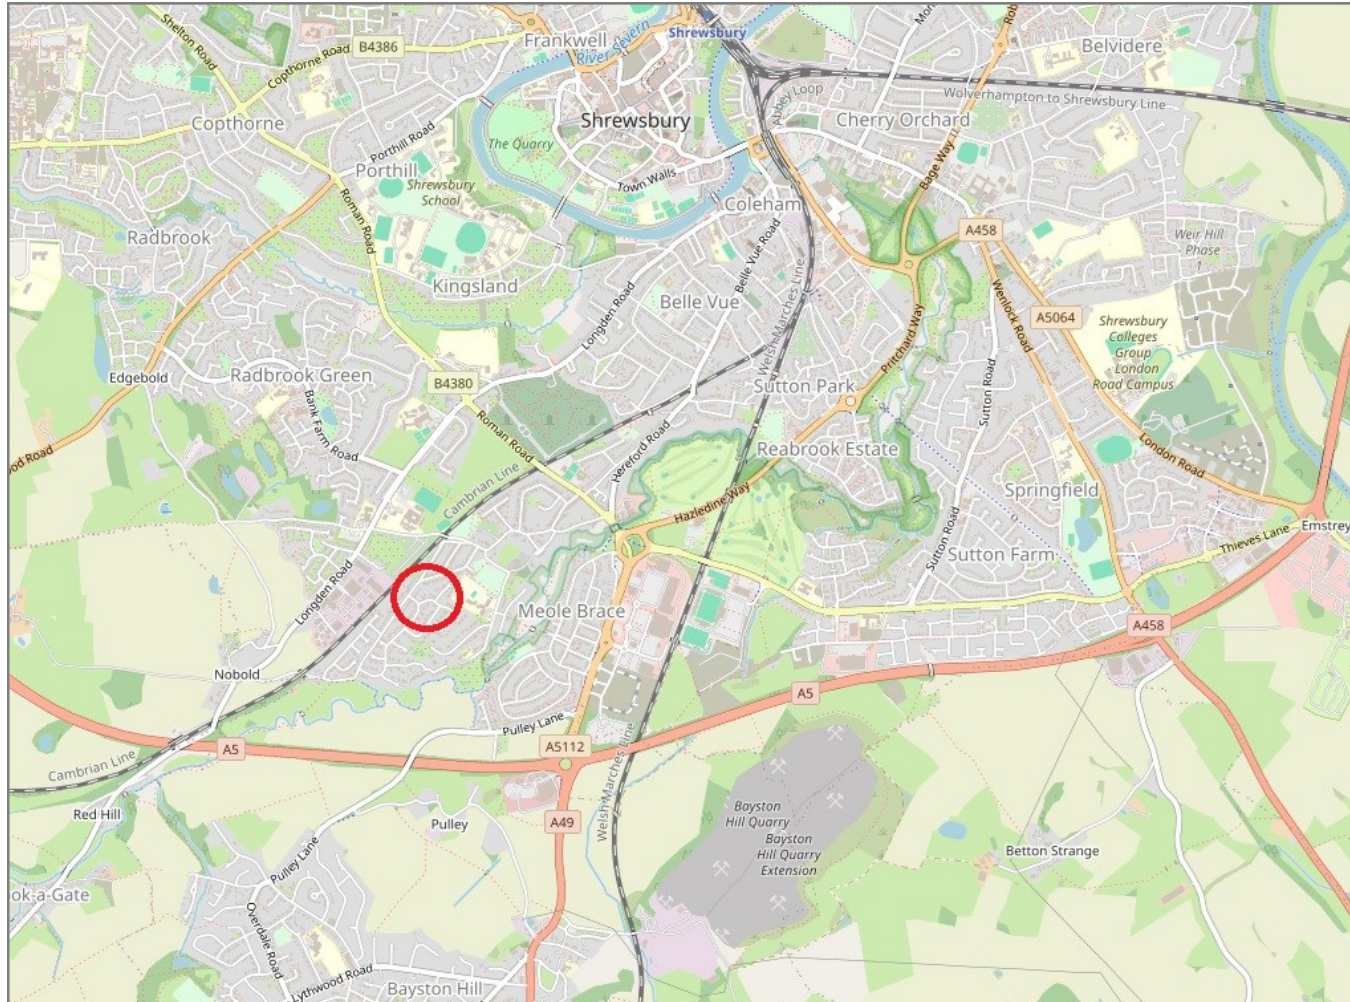 Shelton Road
Copthorne Road
B4386
Frankwell
River Severn
Shrewsbury
Belvidere
Abbey Loop
Wolverhampton to Shrewsbury Line
Copthorne
The Quarry
Shrewsbury
Cherry Orchard
Porthill Road
Porthill
Shrewsbury
School
Town Walls
Bage Way
Coleham
Roman Road
Radbrook
A458
Weir Hill
Phase
1
Kingsland
Longden Road
Belle Vue Road
Belle Vue
Welsh Marches Line
Wenlock Road
A5064
Shrewsbury
Colleges
Group
London
Road Campus
Pritchard Way
Edgebold
Radbrook Green
B4380
Sutton Park
Sutton Road
Bank Farm Road
Roman Road
Hereford Road
Reabrook Estate
London Road
ood Road
Cambrian Line
Hazledine Way
Springfield
Sutton Road
Sutton Farm
Thieves Lane
Emstrey
Longden Road
Meole Brace
A458
Nobold
A5
Pulley Lane
A5
A5112
Cambrian Line
Welsh Marches Line
Red Hill
Pulley
A49
Bayston
Hill Quarry
Bayston
Hill Quarry
Extension
Betton Strange
Pulley Lane
ok-a-Gate
Overdale Road
Lythwood Road
Bayston Hill